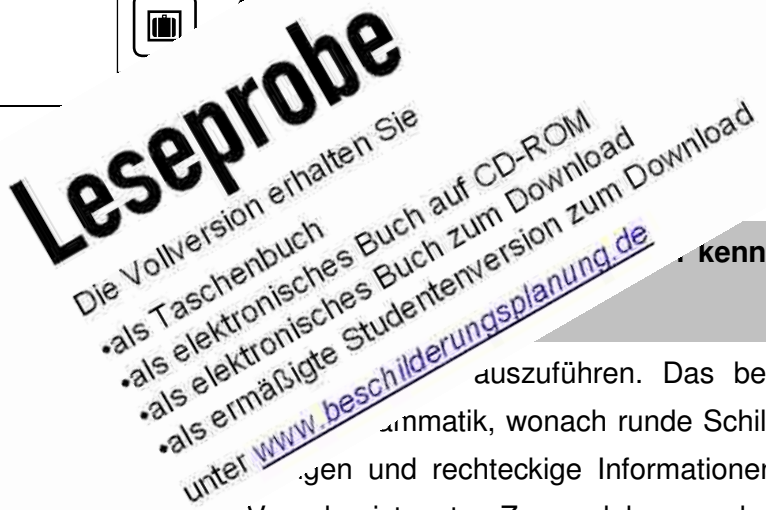 Leseprobe
Die Vollversion erhalten Sie
•als Taschenbuch
•als elektronisches Buch auf CD-ROM
•als elektronisches Buch zum Download
•als ermäßigte Studentenversion zum Download
unter www.beschilderungsplanung.de
kenn
auszuführen. Das be
ammatik, wonach runde Schil
gen und rechteckige Informationen